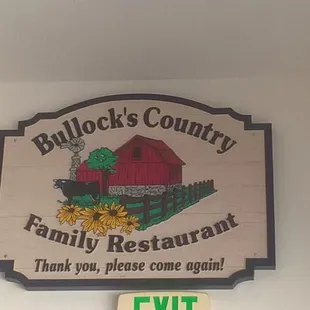 Bullock's Country
Family Restaurant
Thank you, please come again!
EXIT